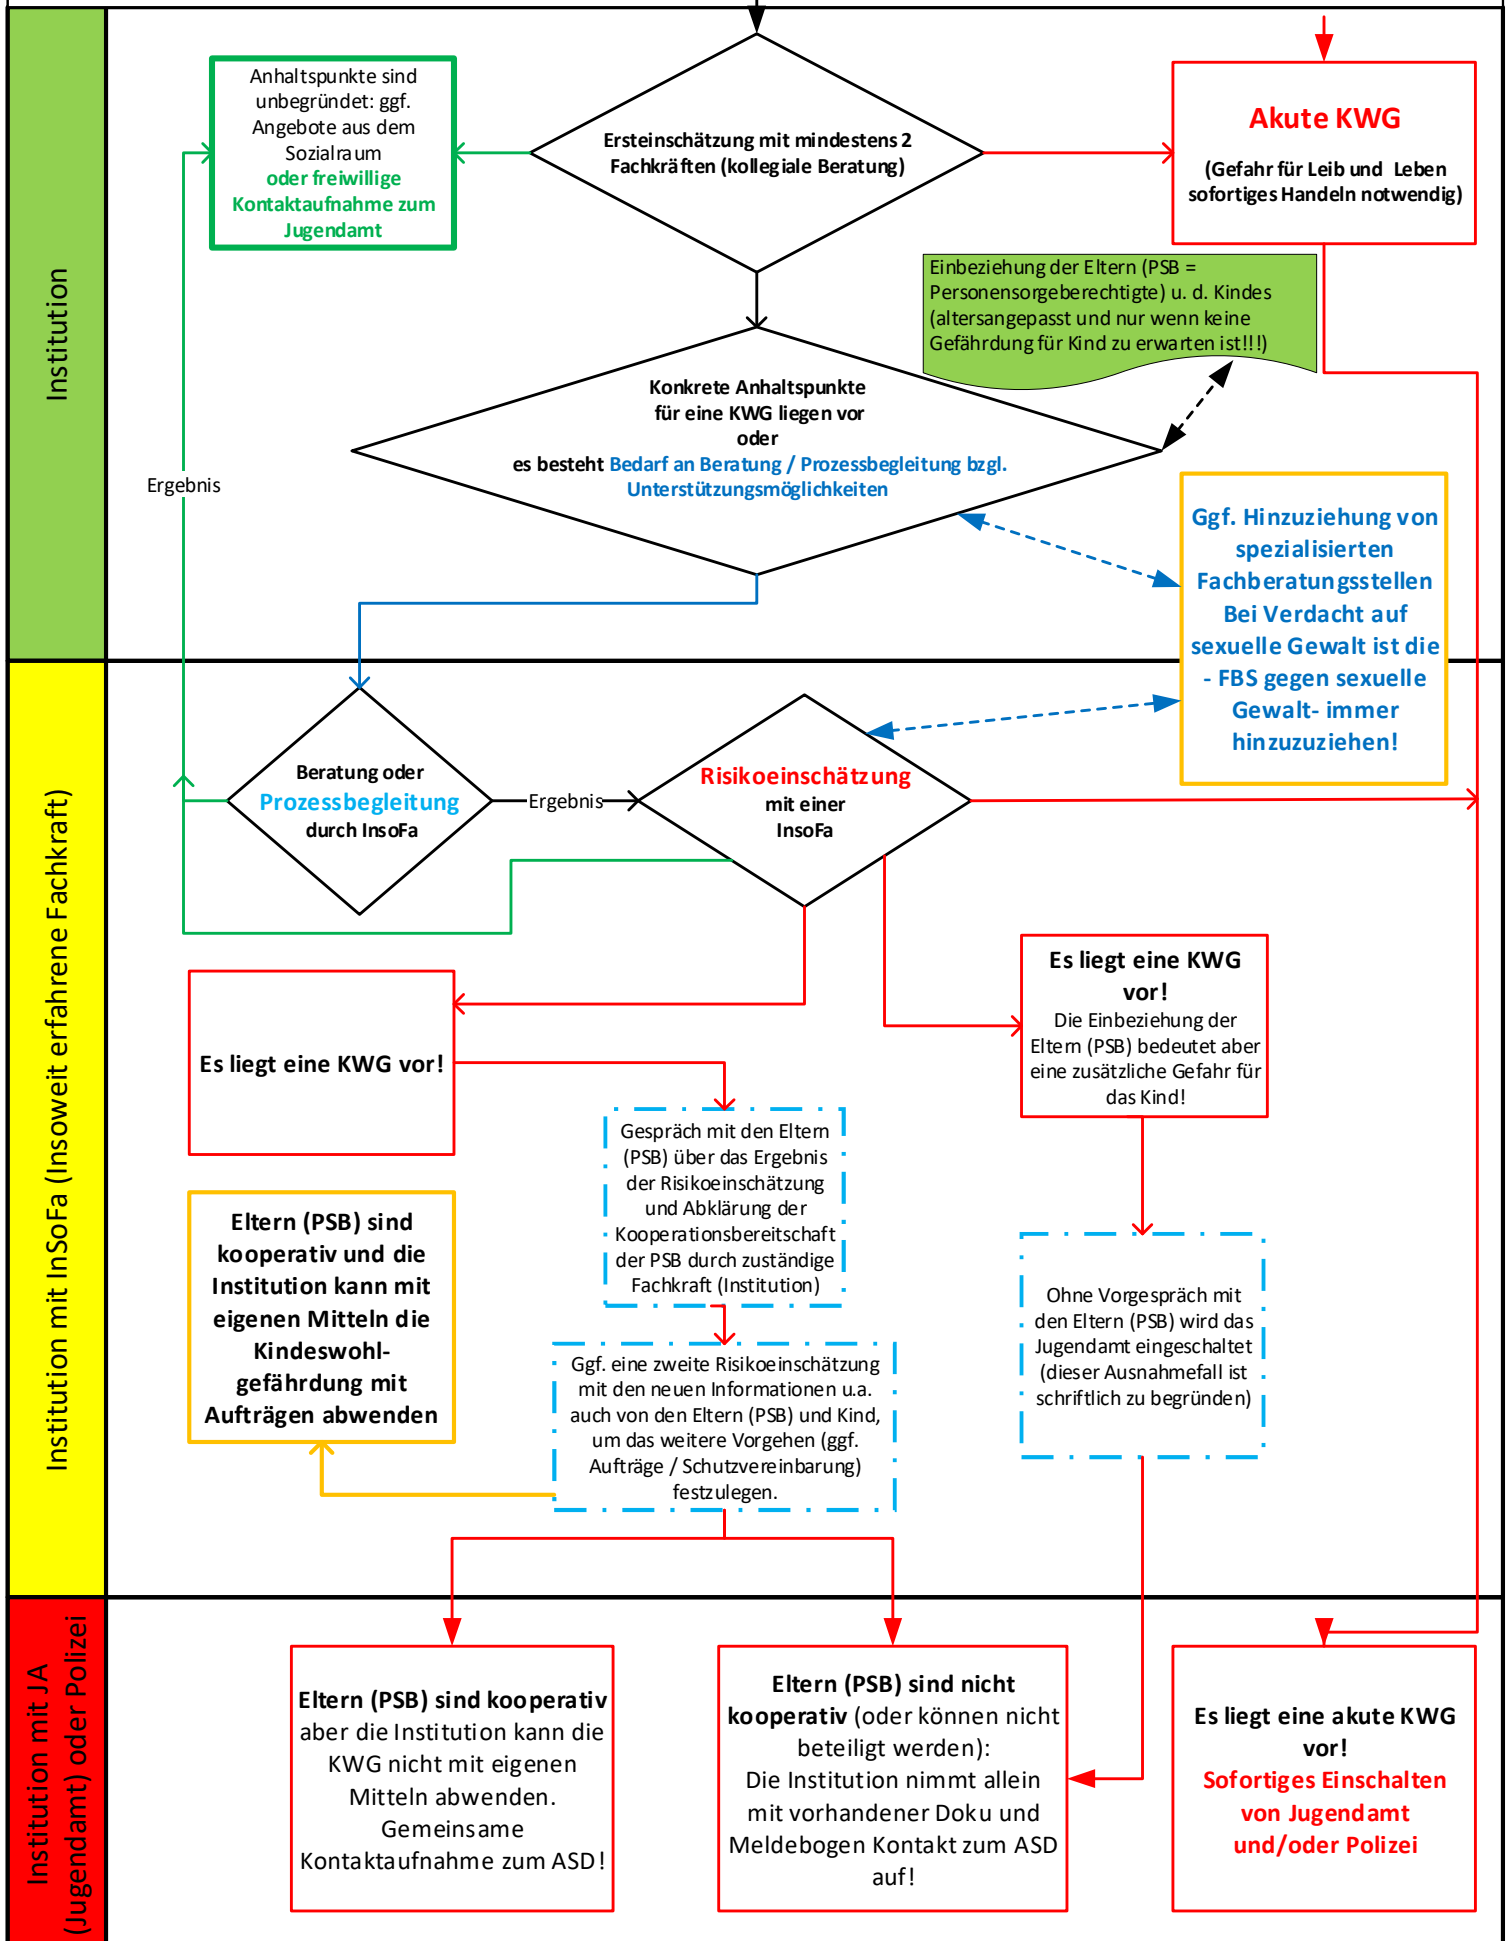 Institution
Anhaltspunkte sind
unbegründet: ggf.
Angebote aus dem
Sozialraum
oder freiwillige
Kontaktaufnahme zum
Jugendamt
Ersteinschätzung mit mindestens 2
Fachkräften (kollegiale Beratung)
Akute KWG
(Gefahr für Leib und Leben
sofortiges Handeln notwendig)
Einbeziehung der Eltern (PSB =
Personensorgeberechtigte) u. d. Kindes
(altersangepasst und nur wenn keine
Gefährdung für Kind zu erwarten ist!!!)
Konkrete Anhaltspunkte
für eine KWG liegen vor
oder
es besteht Bedarf an Beratung / Prozessbegleitung bzgl.
Unterstützungsmöglichkeiten
Ergebnis
Ggf. Hinzuziehung von
spezialisierten
Fachberatungsstellen
Bei Verdacht auf
sexuelle Gewalt ist die
- FBS gegen sexuelle
Gewalt- immer
hinzuzuziehen!
Institution mit InSoFa (Insoweit erfahrene Fachkraft)
Beratung oder
Prozessbegleitung
durch InsoFa
Ergebnis
Risikoeinschätzung
mit einer
InsoFa
Es liegt eine KWG vor!
Es liegt eine KWG
vor!
Die Einbeziehung der
Eltern (PSB) bedeutet aber
eine zusätzliche Gefahr für
das Kind!
Gespräch mit den Eltern
(PSB) über das Ergebnis
der Risikoeinschätzung
und Abklärung der
Kooperationsbereitschaft
der PSB durch zuständige
Fachkraft (Institution)
Eltern (PSB) sind
kooperativ und die
Institution kann mit
eigenen Mitteln die
Kindeswohl-
gefährdung mit
Aufträgen abwenden
Ohne Vorgespräch mit
den Eltern (PSB) wird das
Jugendamt eingeschaltet
(dieser Ausnahmefall ist
schriftlich zu begründen)
Ggf. eine zweite Risikoeinschätzung
mit den neuen Informationen u.a.
auch von den Eltern (PSB) und Kind,
um das weitere Vorgehen (ggf.
Aufträge / Schutzvereinbarung)
festzulegen.
Institution mit JA
(Jugendamt) oder Polizei
Eltern (PSB) sind kooperativ
aber die Institution kann die
KWG nicht mit eigenen
Mitteln abwenden.
Gemeinsame
Kontaktaufnahme zum ASD!
Eltern (PSB) sind nicht
kooperativ (oder können nicht
beteiligt werden):
Die Institution nimmt allein
mit vorhandener Doku und
Meldebogen Kontakt zum ASD
auf!
Es liegt eine akute KWG
vor!
Sofortiges Einschalten
von Jugendamt
und/oder Polizei